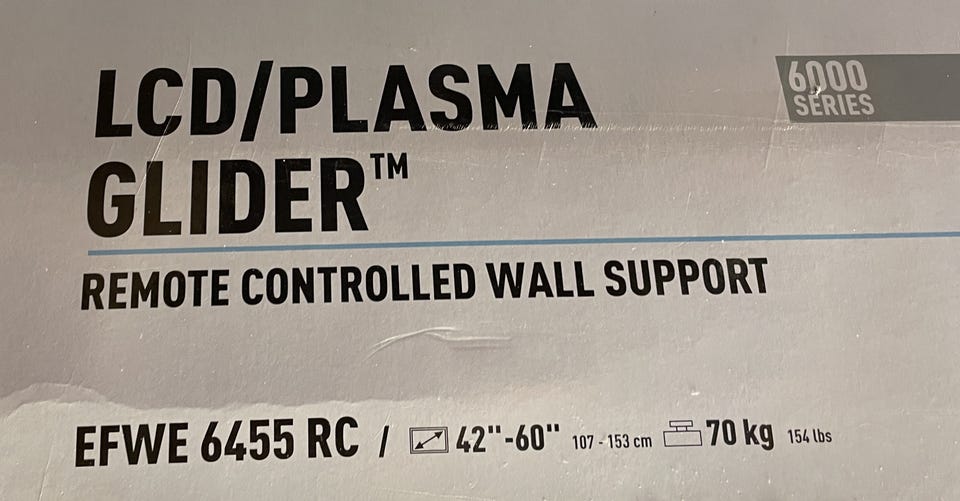 LCD/PLASMA
GLIDER™
6000
SERIES
REMOTE CONTROLLED WALL SUPPORT
EFWE 6455 RC / 42"-60" 107 - 153 cm 70 kg 154 lbs